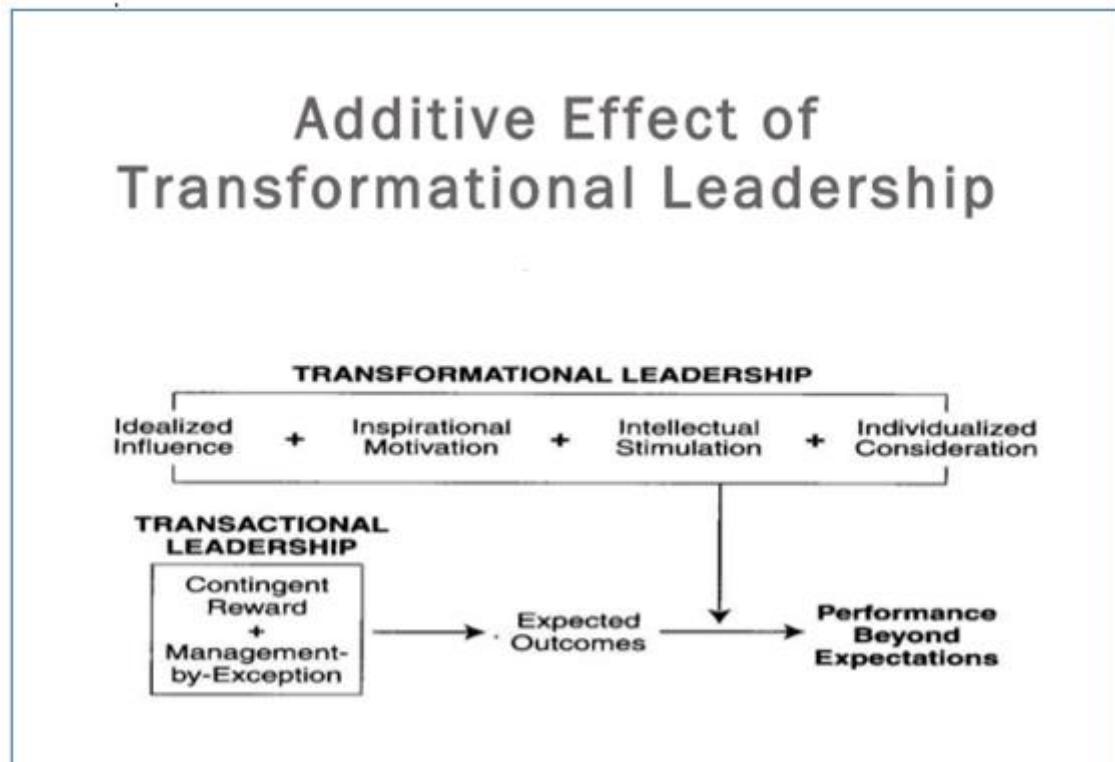 Additive Effect of
Transformational Leadership
TRANSFORMATIONAL LEADERSHIP
Idealized
Influence
+
Inspirational
Motivation
+
Intellectual
Stimulation
+
Individualized
Consideration
TRANSACTIONAL
LEADERSHIP
Contingent
Reward
+
Management-
by-Exception
Expected
Outcomes
Performance
Beyond
Expectations